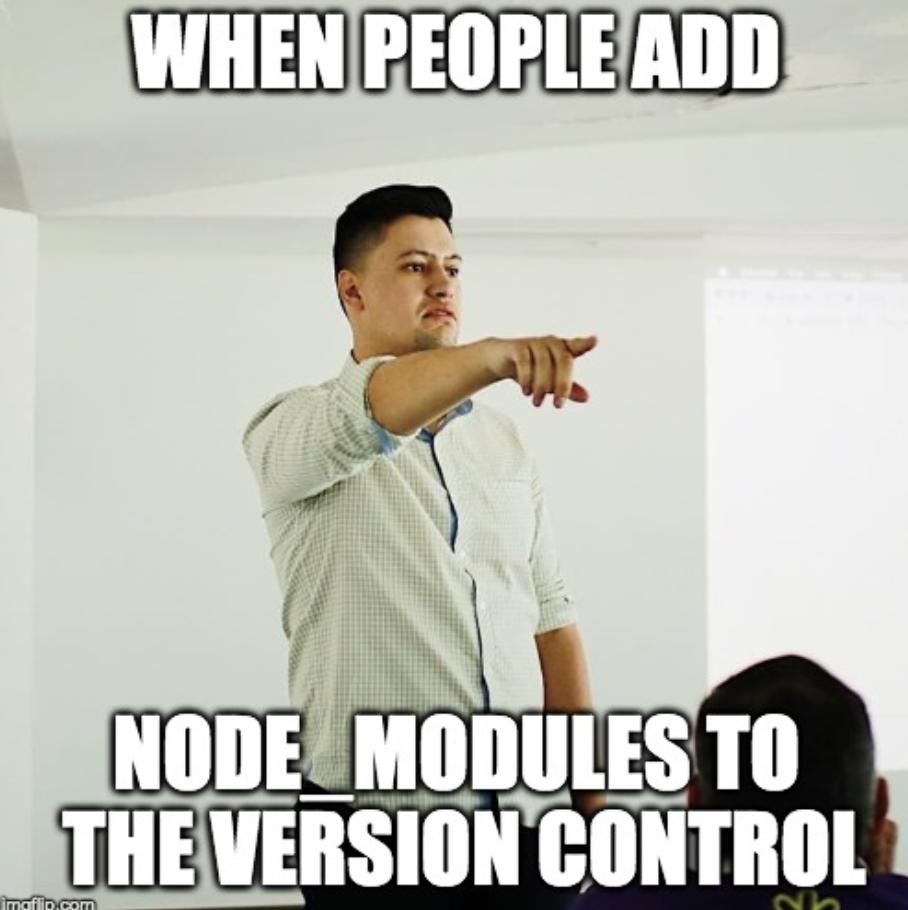 WHEN PEOPLE ADD
NODE_MODULES TO
THE VERSION CONTROL
imgflip.com